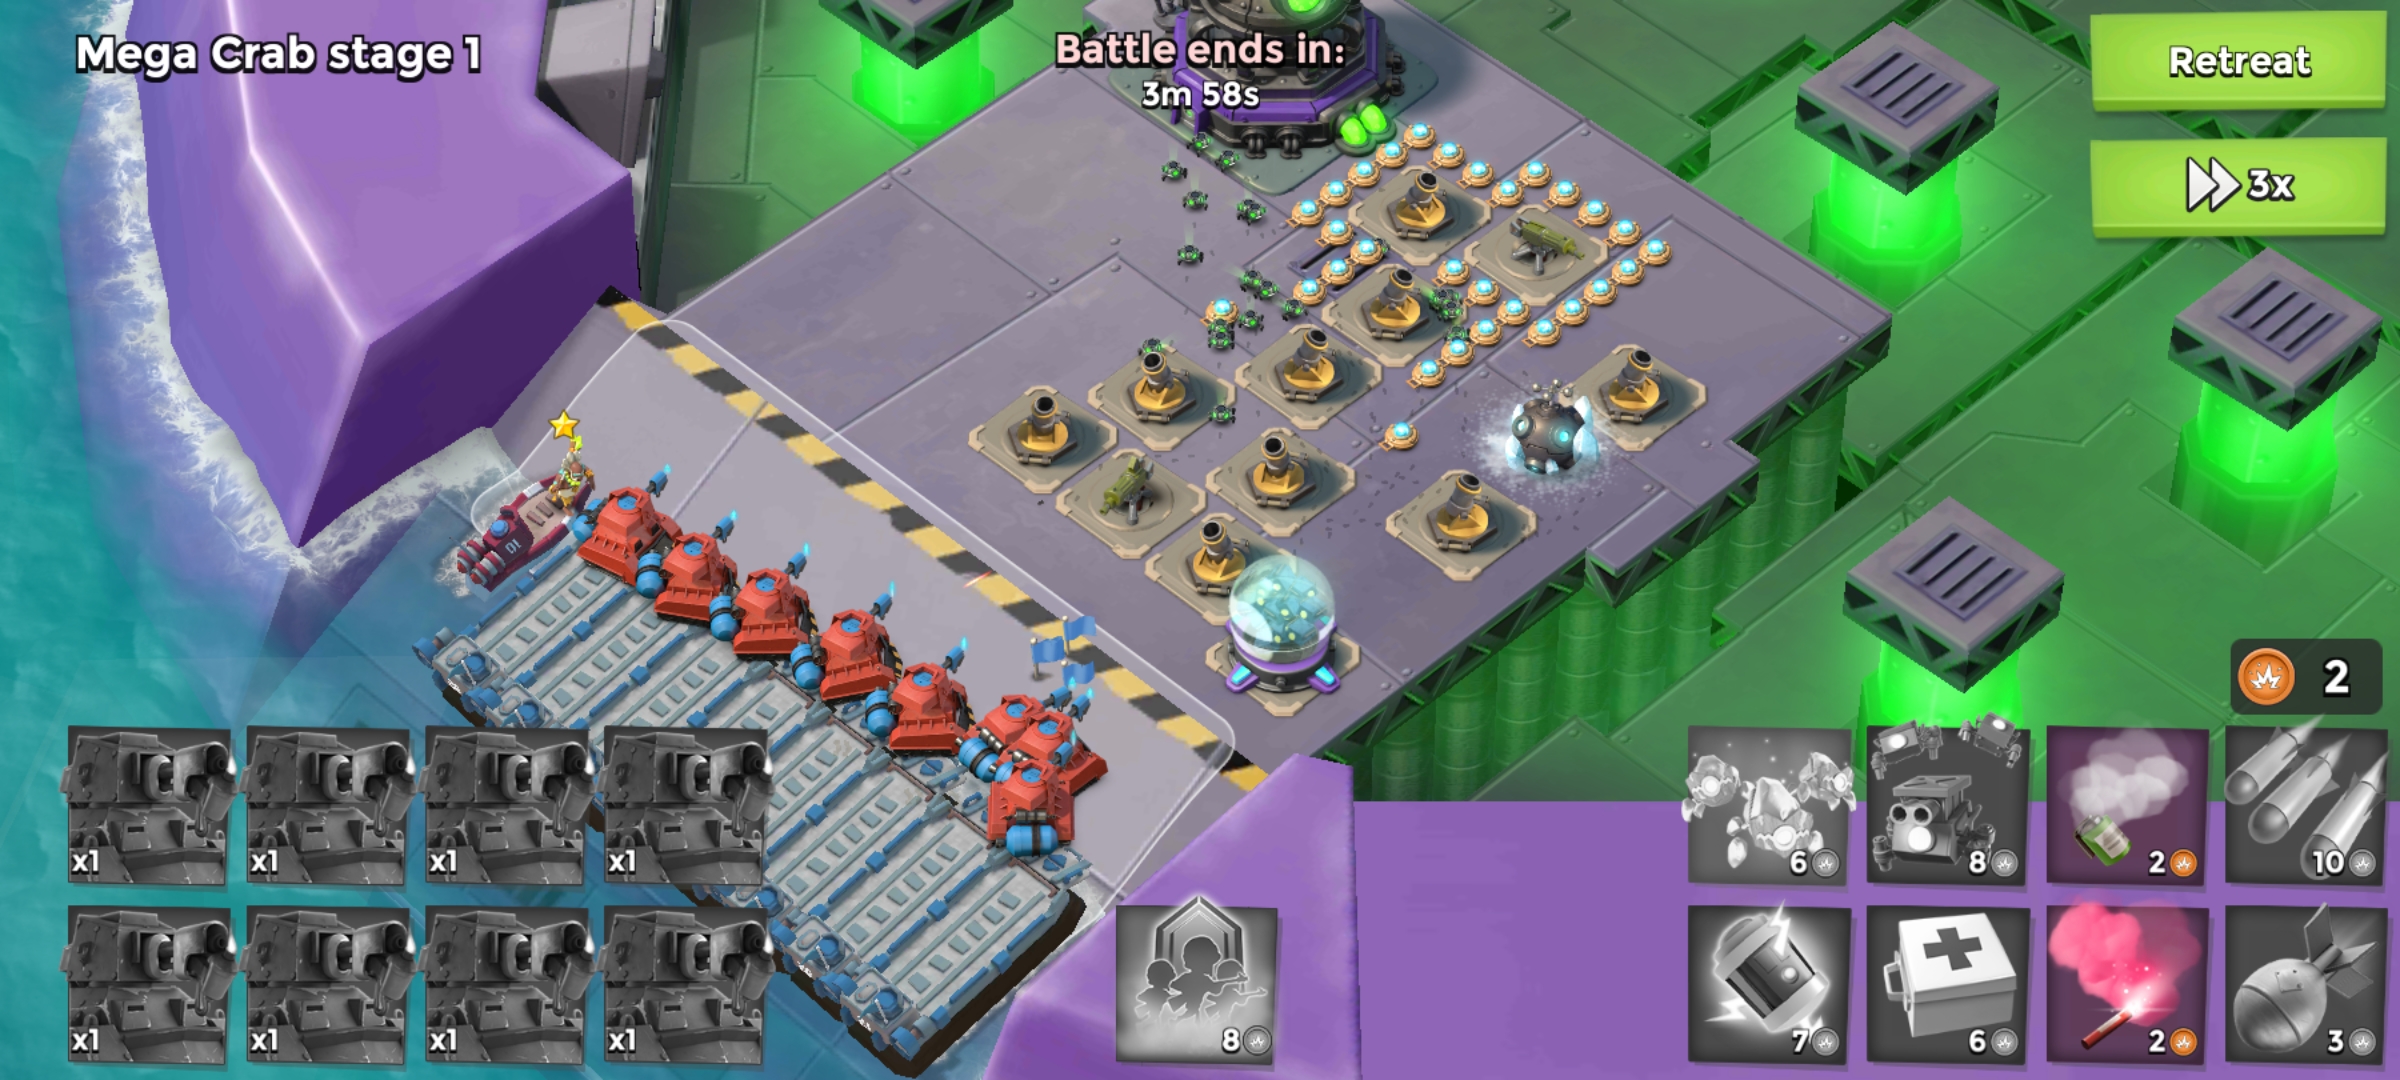 Mega Crab stage 1
Battle ends in:
3m 58s
Retreat
3x
01
2
x1
x1
x1
x1
6
8
2
10
x1
x1
x1
x1
8
7
6
2
3